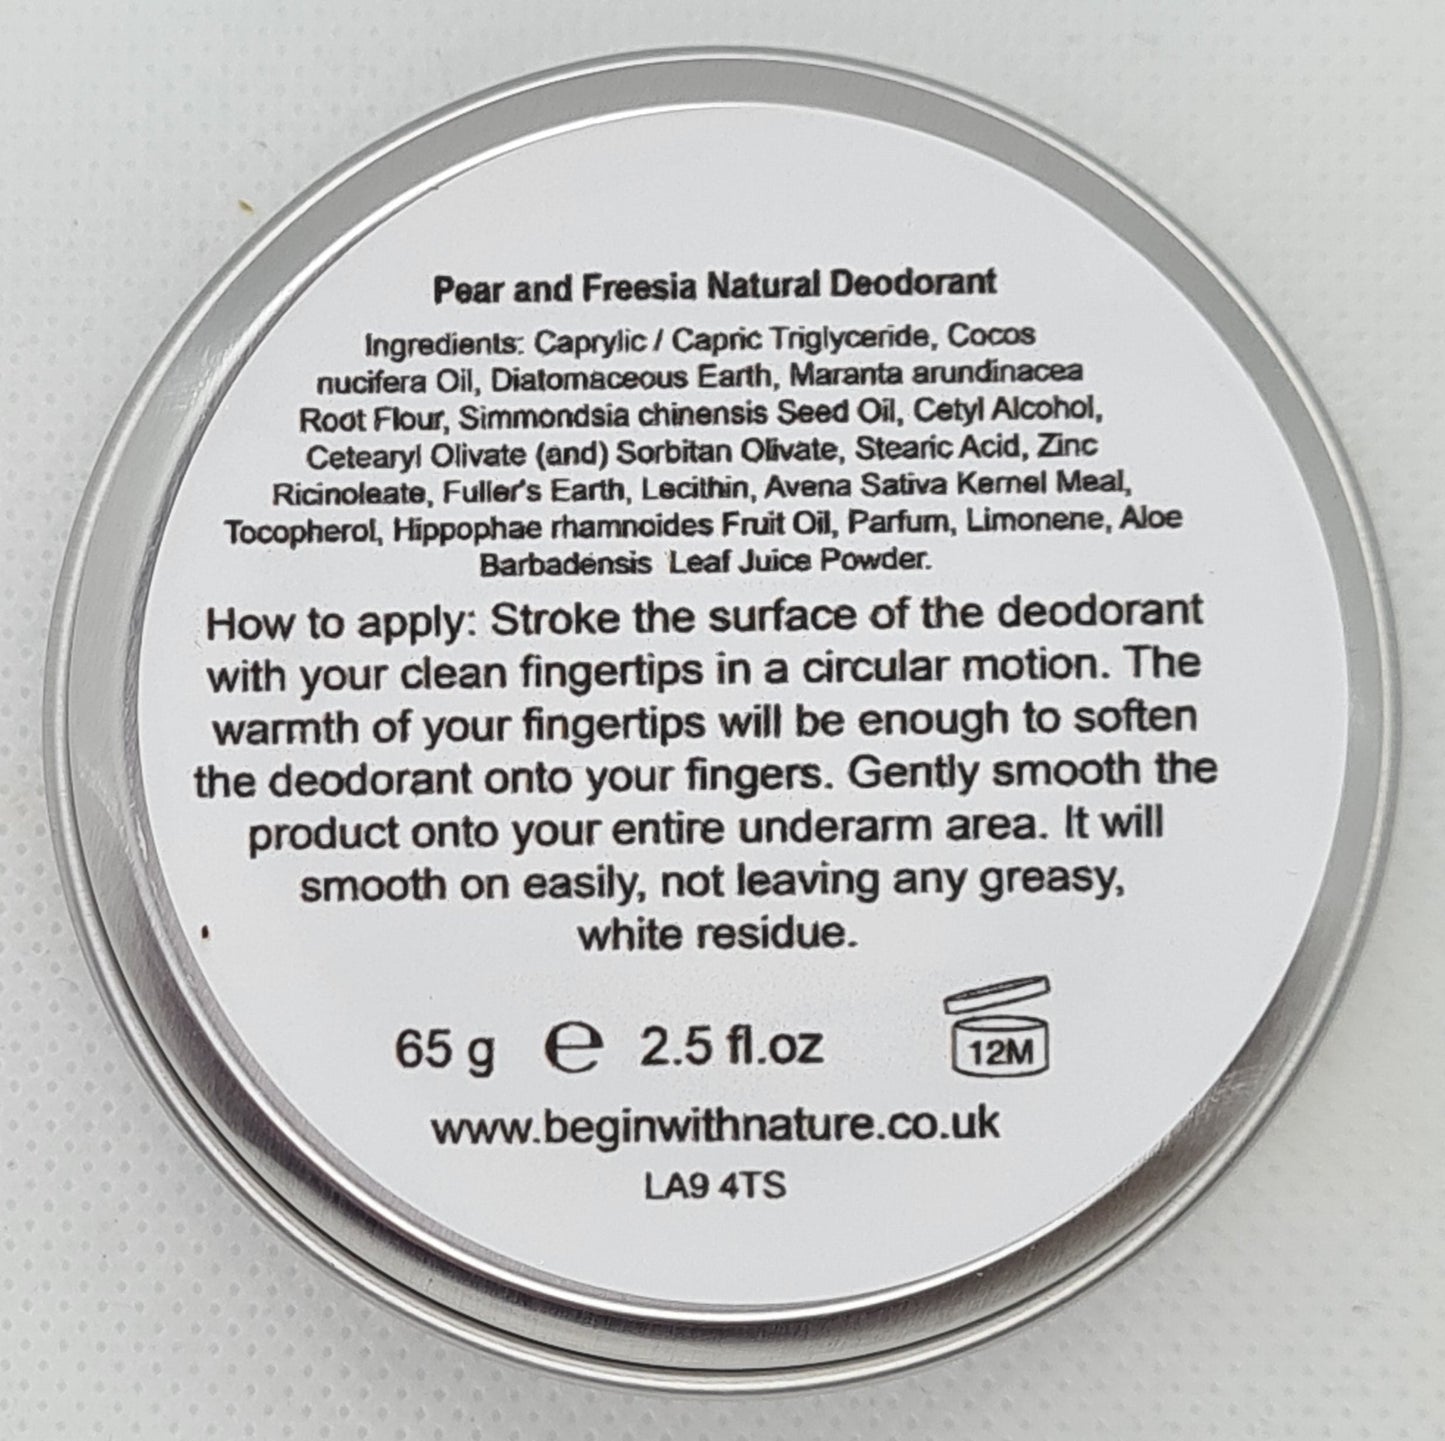 Pear and Freesia Natural Deodorant
Ingredients: Caprylic / Capric Triglyceride, Cocos
nucifera Oil, Diatomaceous Earth, Maranta arundinacea
Root Flour, Simmondsia chinensis Seed Oil, Cetyl Alcohol,
Cetearyl Olivate (and) Sorbitan Olivate, Stearic Acid, Zinc
Ricinoleate, Fuller's Earth, Lecithin, Avena Sativa Kernel Meal,
Tocopherol, Hippophae rhamnoides Fruit Oil, Parfum, Limonene, Aloe
Barbadensis Leaf Juice Powder.
How to apply: Stroke the surface of the deodorant
with your clean fingertips in a circular motion. The
warmth of your fingertips will be enough to soften
the deodorant onto your fingers. Gently smooth the
product onto your entire underarm area. It will
smooth on easily, not leaving any greasy,
white residue.
65 g ℮ 2.5 fl.oz 12M
www.beginwithnature.co.uk
LA9 4TS